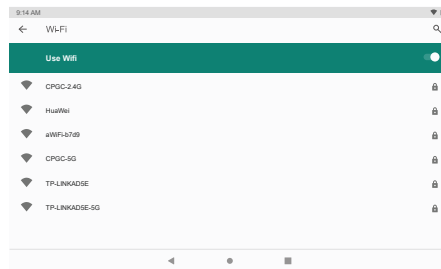 9:14 AM
Wi-Fi
Use Wifi
CPGC-2.4G
HuaWei
aWiFi-b7d9
CPGC-5G
TP-LINKAD5E
TP-LINKAD5E-5G